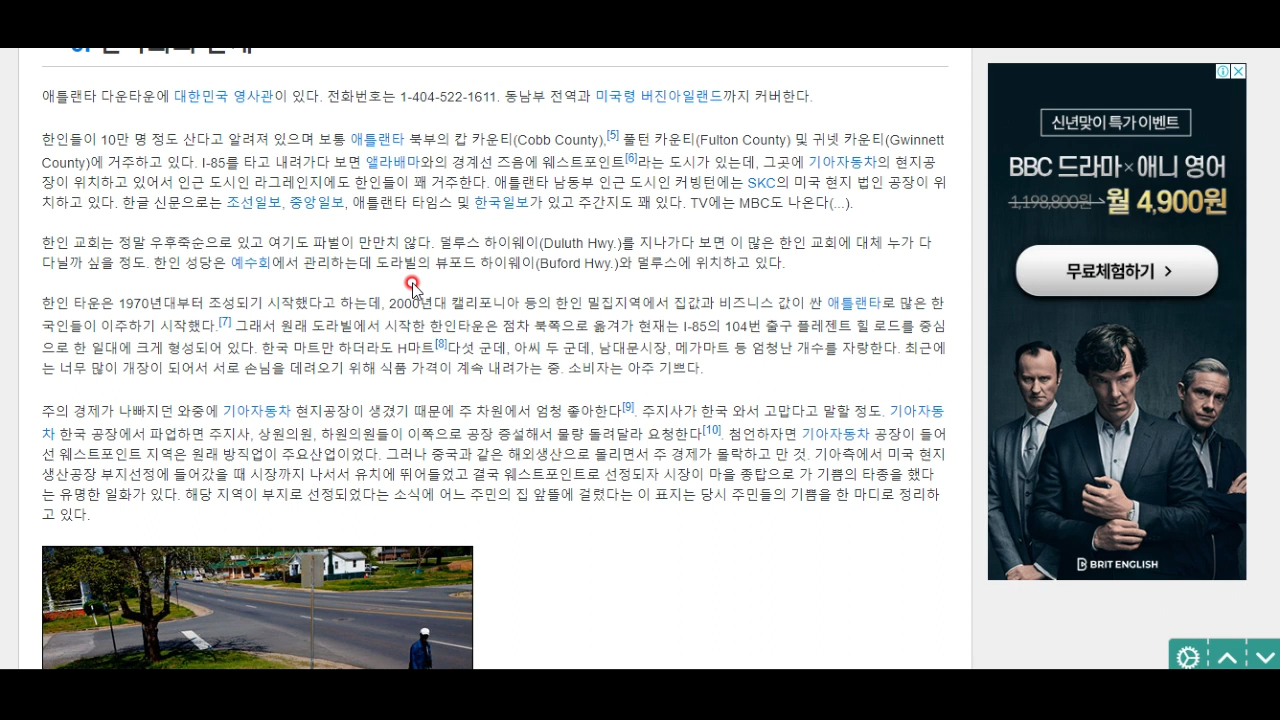 애틀랜타 다운타운에 대한민국 영사관이 있다. 전화번호는 1-404-522-1611. 동남부 전역과 미국령 버진아일랜드까지 커버한다.
한인들이 10만 명 정도 산다고 알려져 있으며 보통 애틀랜타 북부의 캅 카운티(Cobb County),[5] 풀턴 카운티(Fulton County) 및 귀넷 카운티(Gwinnett
County)에 거주하고 있다. I-85를 타고 내려가다 보면 앨라배마와의 경계선 즈음에 웨스트포인트[6]라는 도시가 있는데, 그곳에 기아자동차의 현지공
장이 위치하고 있어서 인근 도시인 라그레인지에도 한인들이 꽤 거주한다. 애틀랜타 남동부 인근 도시인 커빙턴에는 SKC의 미국 현지 법인 공장이 위
치하고 있다. 한글 신문으로는 조선일보, 중앙일보, 애틀랜타 타임스 및 한국일보가 있고 주간지도 꽤 있다. TV에는 MBC도 나온다(...).
한인 교회는 정말 우후죽순으로 있고 여기도 파벌이 만만치 않다. 덜루스 하이웨이(Duluth Hwy.)를 지나가다 보면 이 많은 한인 교회에 대체 누가 다
다닐까 싶을 정도. 한인 성당은 예수회에서 관리하는데 도라빌의 뷰포드 하이웨이(Buford Hwy.)와 덜루스에 위치하고 있다.
한인 타운은 1970년대부터 조성되기 시작했다고 하는데, 2000년대 캘리포니아 등의 한인 밀집지역에서 집값과 비즈니스 값이 싼 애틀랜타로 많은 한
국인들이 이주하기 시작했다.[7] 그래서 원래 도라빌에서 시작한 한인타운은 점차 북쪽으로 옮겨가 현재는 I-85의 104번 출구 플레젠트 힐 로드를 중심
으로 한 일대에 크게 형성되어 있다. 한국 마트만 하더라도 H마트[8]다섯 군데, 아씨 두 군데, 남대문시장, 메가마트 등 엄청난 개수를 자랑한다. 최근에
는 너무 많이 개장이 되어서 서로 손님을 데려오기 위해 식품 가격이 계속 내려가는 중. 소비자는 아주 기쁘다.
주의 경제가 나빠지던 와중에 기아자동차 현지공장이 생겼기 때문에 주 차원에서 엄청 좋아한다[9]. 주지사가 한국 와서 고맙다고 말할 정도. 기아자동
차 한국 공장에서 파업하면 주지사, 상원의원, 하원의원들이 이쪽으로 공장 증설해서 물량 돌려달라 요청한다[10]. 첨언하자면 기아자동차 공장이 들어
선 웨스트포인트 지역은 원래 방직업이 주요산업이었다. 그러나 중국과 같은 해외생산으로 몰리면서 주 경제가 몰락하고 만 것. 기아측에서 미국 현지
생산공장 부지선정에 들어갔을 때 시장까지 나서서 유치에 뛰어들었고 결국 웨스트포인트로 선정되자 시장이 마을 종탑으로 가 기쁨의 타종을 했다
는 유명한 일화가 있다. 해당 지역이 부지로 선정되었다는 소식에 어느 주민의 집 앞뜰에 걸렸다는 이 표지는 당시 주민들의 기쁨을 한 마디로 정리하
고 있다.
신년맞이 특가 이벤트
BBC 드라마×애니 영어
1,198,800원→월 4,900원
무료체험하기 >
BRIT ENGLISH